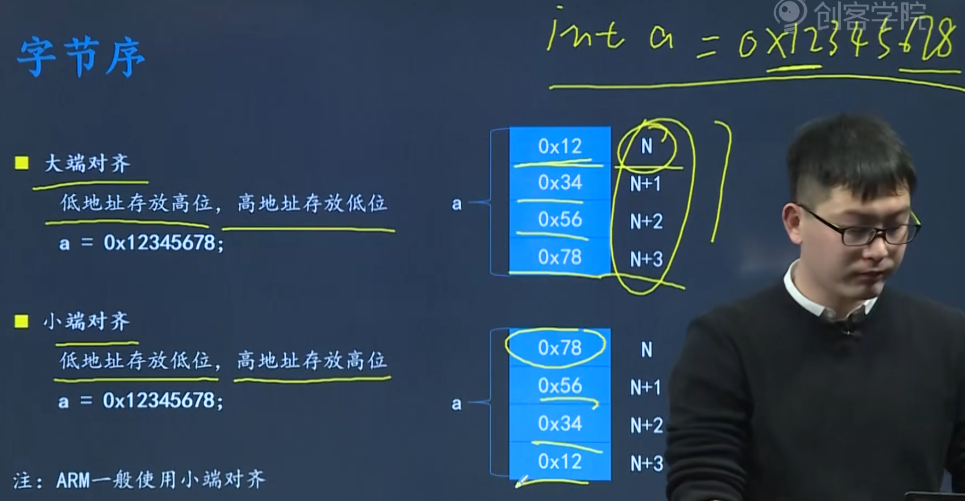 创客学院
int a = 0x12345678
字节序
大端对齐
低地址存放高位，高地址存放低位
a = 0x12345678;
a
0x12 N
0x34 N+1
0x56 N+2
0x78 N+3
小端对齐
低地址存放低位，高地址存放高位
a = 0x12345678;
a
0x78 N
0x56 N+1
0x34 N+2
0x12 N+3
注：ARM一般使用小端对齐